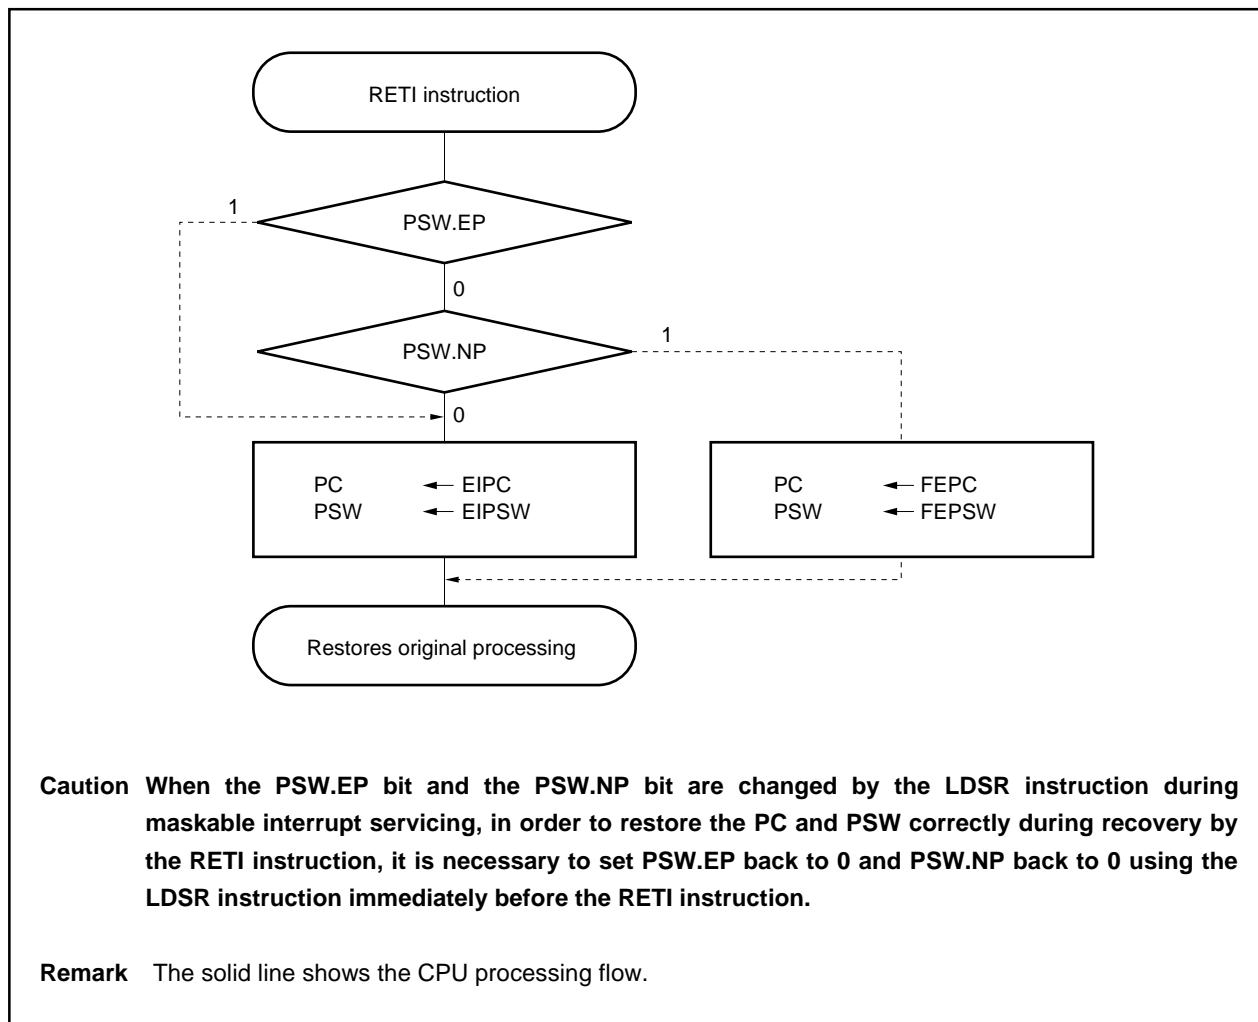 RETI instruction
1
PSW.EP
0
1
PSW.NP
0
PC ← EIPC
PSW ← EIPSW
PC ← FEPC
PSW ← FEPSW
Restores original processing
Caution When the PSW.EP bit and the PSW.NP bit are changed by the LDSR instruction during
maskable interrupt servicing, in order to restore the PC and PSW correctly during recovery by
the RETI instruction, it is necessary to set PSW.EP back to 0 and PSW.NP back to 0 using the
LDSR instruction immediately before the RETI instruction.
Remark The solid line shows the CPU processing flow.